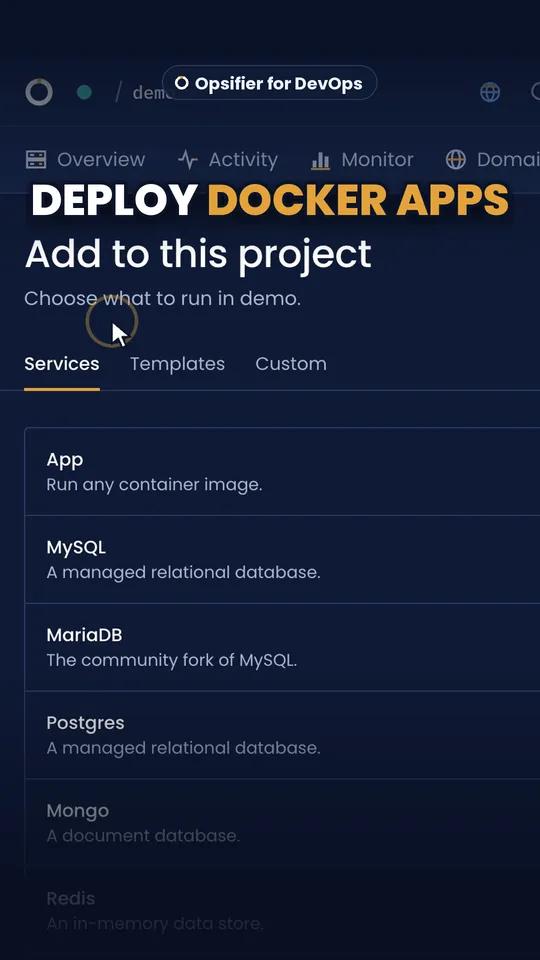 Opsifier for DevOps
/
Overview Activity Monitor
DEPLOY DOCKER APPS
Add to this project
Choose what to run in demo.
Services Templates Custom
App
Run any container image.
MySQL
A managed relational database.
MariaDB
The community fork of MySQL.
Postgres
A managed relational database.
Mongo
A document database.
Redis
An in-memory data store.